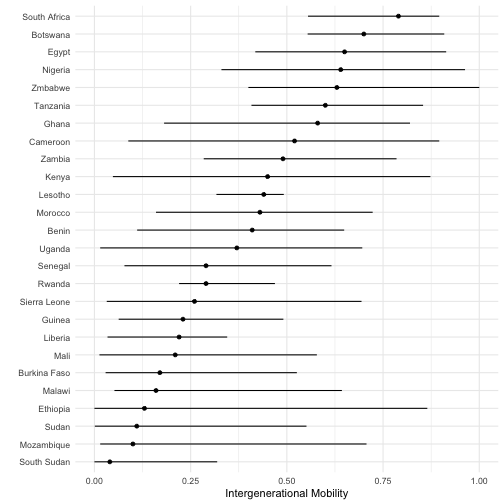 South Africa
Botswana
Egypt
Nigeria
Zmbabwe
Tanzania
Ghana
Cameroon
Zambia
Kenya
Lesotho
Morocco
Benin
Uganda
Senegal
Rwanda
Sierra Leone
Guinea
Liberia
Mali
Burkina Faso
Malawi
Ethiopia
Sudan
Mozambique
South Sudan
0.00 0.25 0.50 0.75 1.00
Intergenerational Mobility